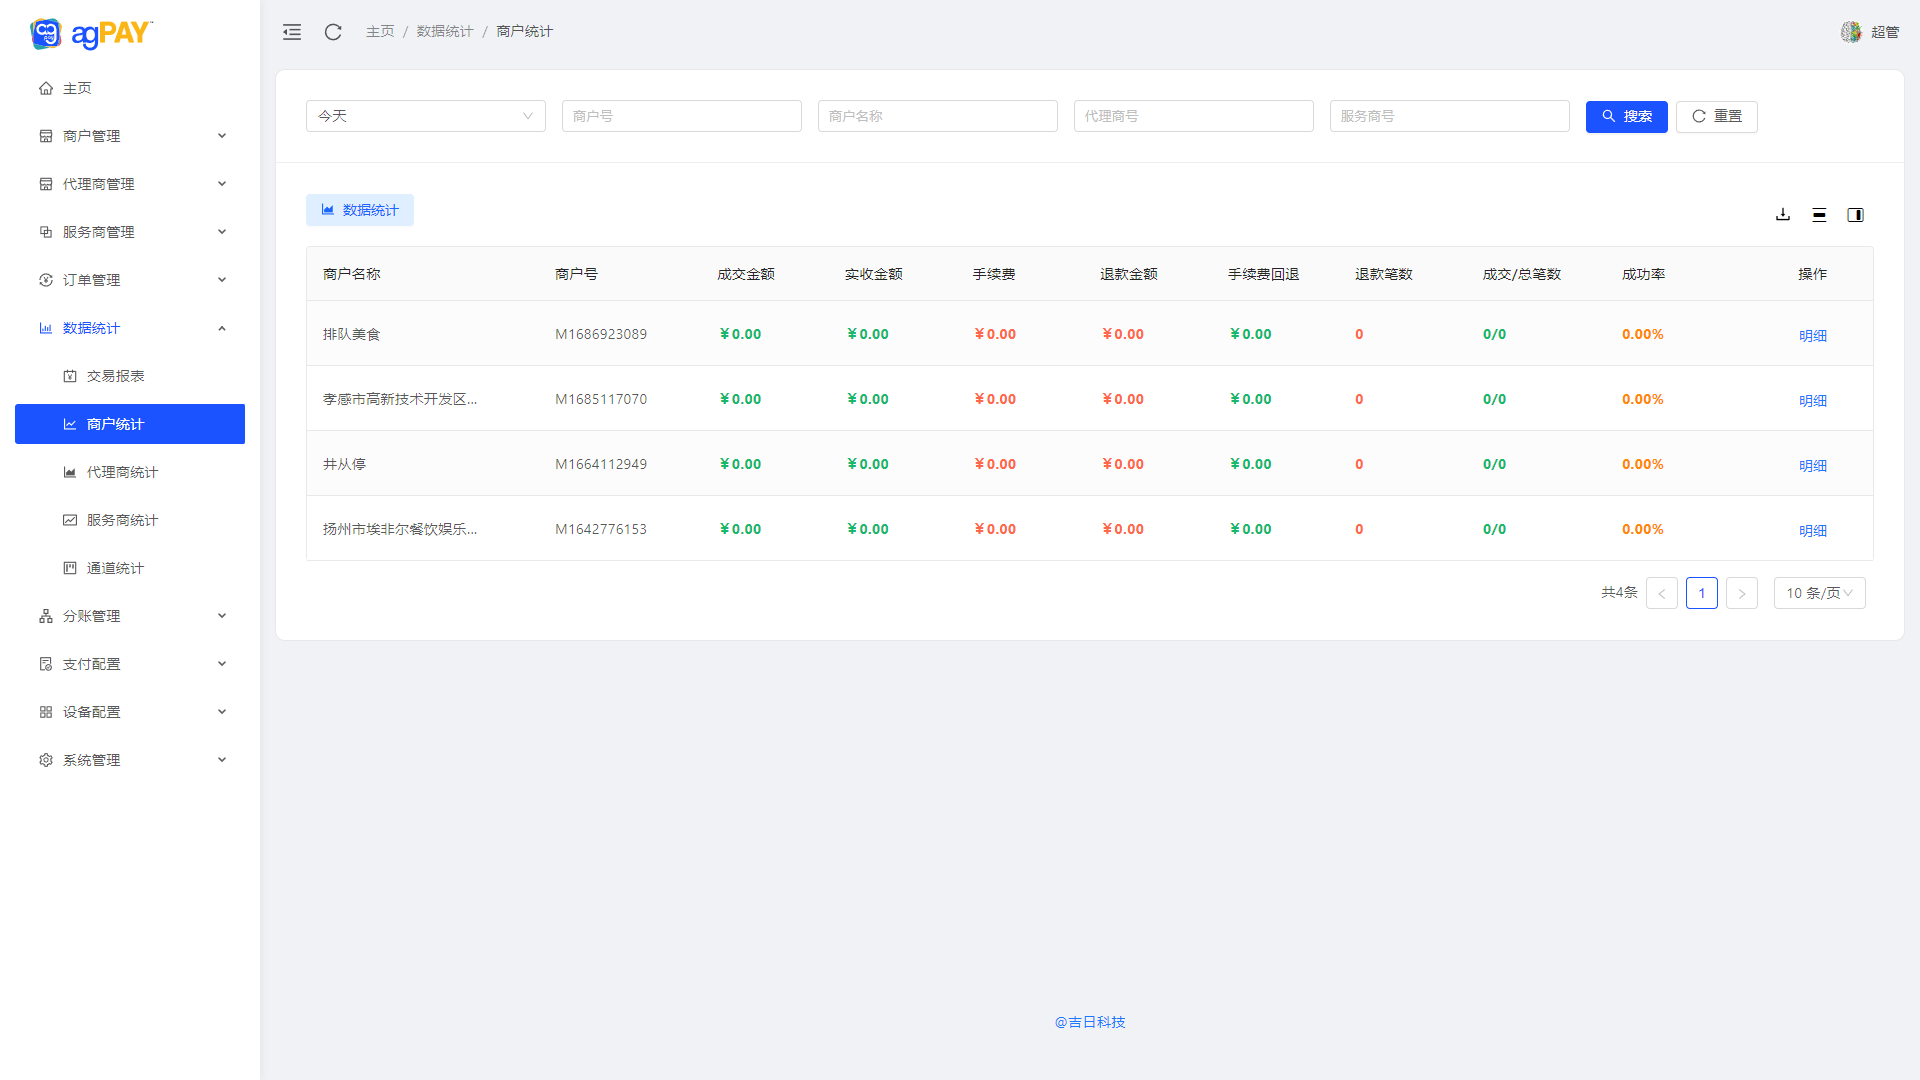 agPAY
主页
商户管理
代理商管理
服务商管理
订单管理
数据统计
交易报表
商户统计
代理商统计
服务商统计
通道统计
分账管理
支付配置
设备配置
系统管理
主页 / 数据统计 / 商户统计
超管
今天 商户号 商户名称 代理商号 服务商号 搜索 重置
数据统计
商户名称 商户号 成交金额 实收金额 手续费 退款金额 手续费回退 退款笔数 成交/总笔数 成功率 操作
排队美食 M1686923089 ¥0.00 ¥0.00 ¥0.00 ¥0.00 ¥0.00 0 0/0 0.00% 明细
孝感市高新技术开发区... M1685117070 ¥0.00 ¥0.00 ¥0.00 ¥0.00 ¥0.00 0 0/0 0.00% 明细
井从停 M1664112949 ¥0.00 ¥0.00 ¥0.00 ¥0.00 ¥0.00 0 0/0 0.00% 明细
扬州市埃非尔餐饮娱乐... M1642776153 ¥0.00 ¥0.00 ¥0.00 ¥0.00 ¥0.00 0 0/0 0.00% 明细
共4条 < 1 > 10 条/页
@吉日科技